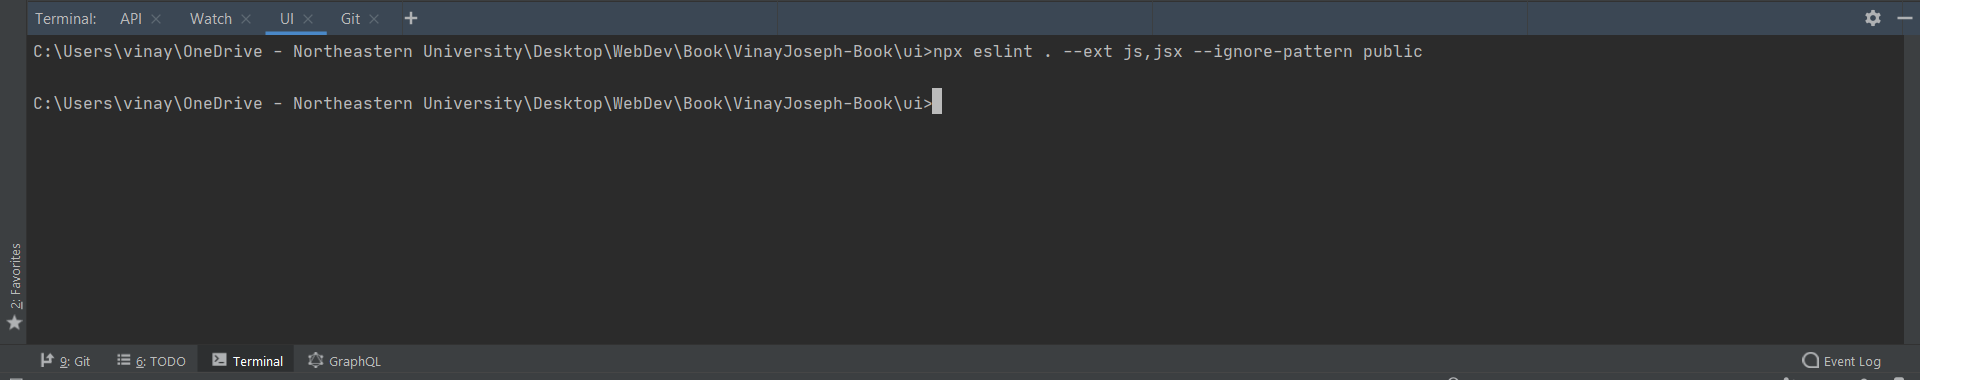 Terminal: API Watch UI Git
C:\Users\vinay\OneDrive - Northeastern University\Desktop\WebDev\Book\VinayJoseph-Book\ui>npx eslint . --ext js,jsx --ignore-pattern public
C:\Users\vinay\OneDrive - Northeastern University\Desktop\WebDev\Book\VinayJoseph-Book\ui>
2: Favorites
9: Git 6: TODO Terminal GraphQL Event Log